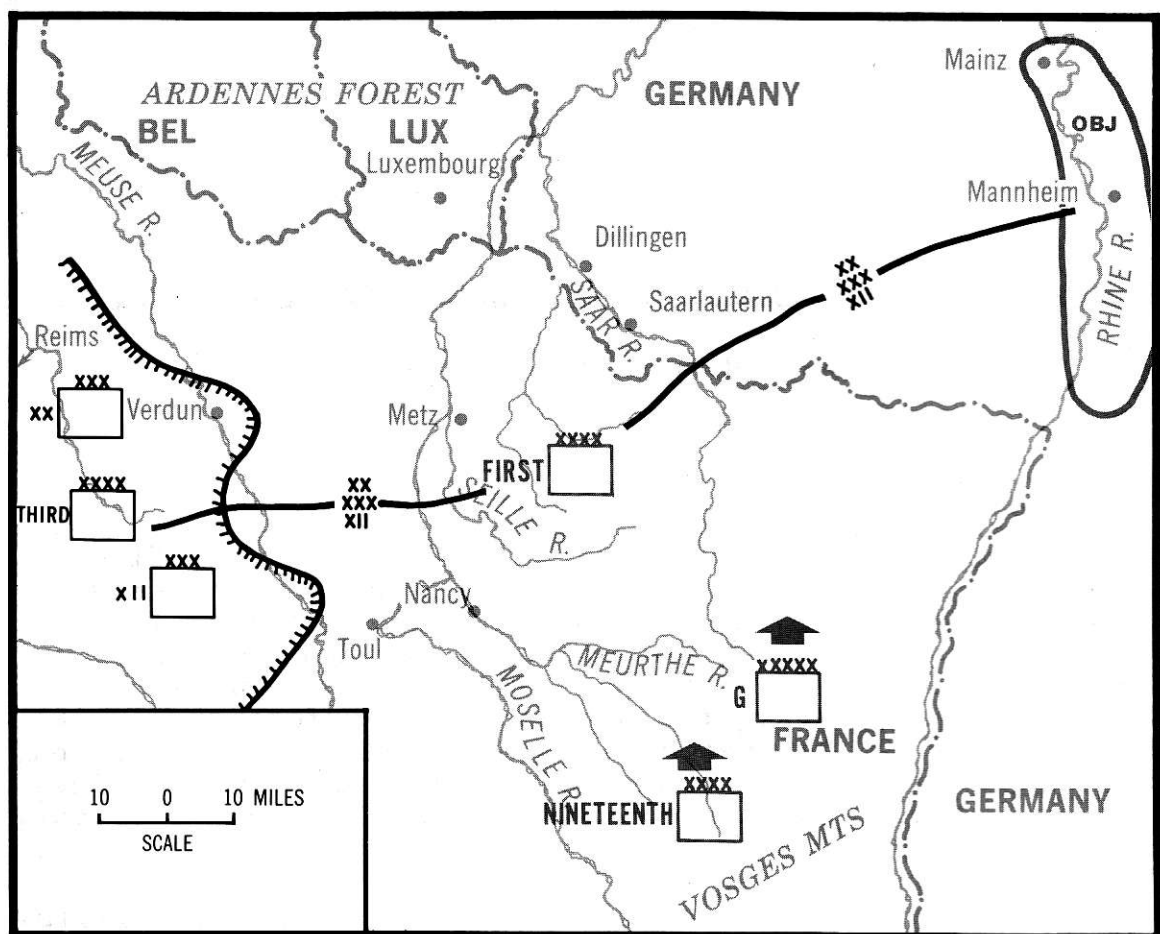 Mainz
ARDENNES FOREST
GERMANY
BEL
LUX
OBJ
Luxembourg
MEUSE R.
Mannheim
Dillingen
RHINE R.
XX
XXX
XII
SAAR R.
Saarlautern
Reims
XXX
XX
Verdun
Metz
XXXX
FIRST
XXXX
THIRD
XX
XXX
XII
SEILLE R.
XXX
XII
Nancy
Toul
MEURTHE R.
XXXXX
G
MOSELLE R.
FRANCE
XXXX
NINETEENTH
GERMANY
10 0 10 MILES
SCALE
VOSGES MTS